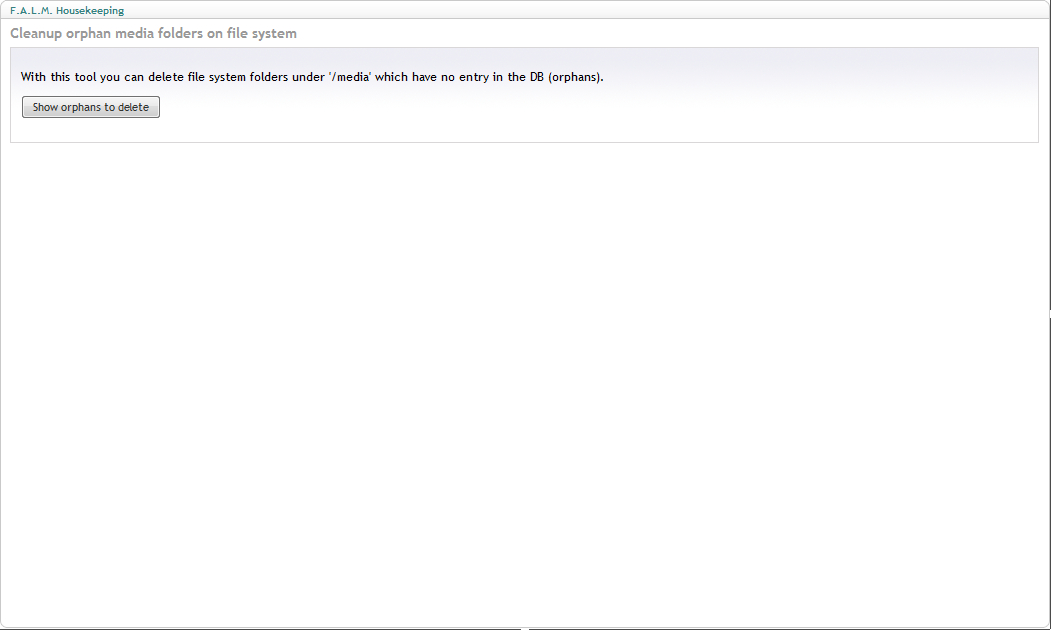 F.A.L.M. Housekeeping
Cleanup orphan media folders on file system
With this tool you can delete file system folders under '/media' which have no entry in the DB (orphans).
Show orphans to delete